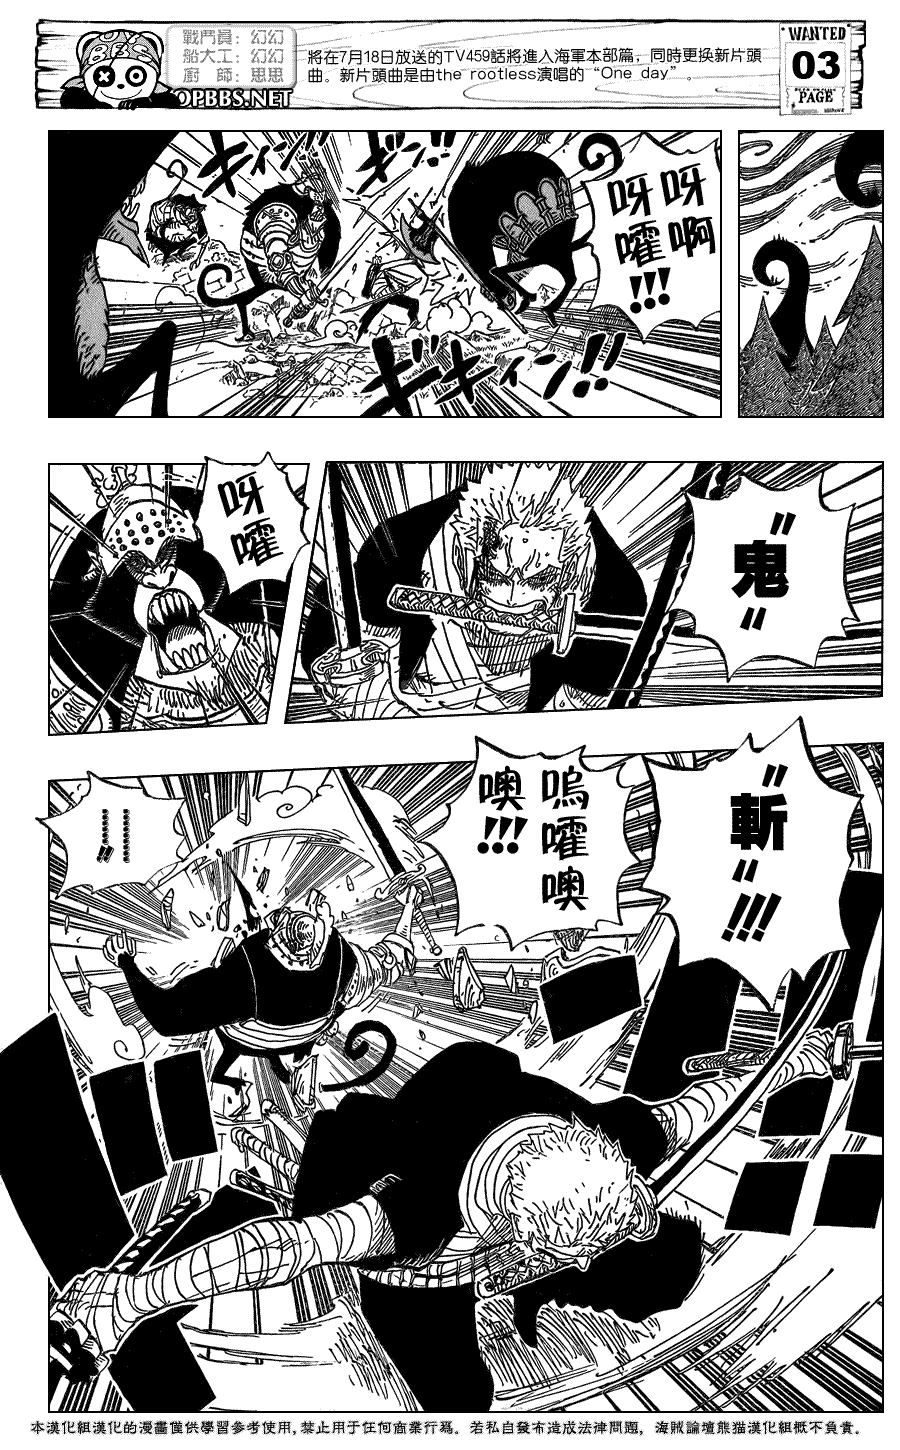 戰鬥員：幻幻
船大工：幻幻
廚　師：思思
OPBBS.NET
將在7月18日放送的TV459話將進入海軍本部篇，同時更換新片頭
曲。新片頭曲是由the rootless演唱的“One day”。
WANTED
03
PAGE
呀呀啊
呀嚯!!!
キィン
ギィン!!
ギキィン!!
〝鬼〟
呀嚯
〝斬〟!!!
嗚嚯噢
噢!!!
本漢化組漢化的漫畫僅供學習參考使用，禁止用于任何商業行爲。若私自發布造成法律問題，海賊論壇熊猫漢化組概不負責。